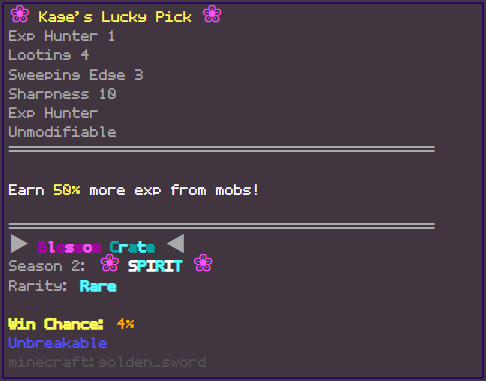 Kage's Lucky Pick
Exp Hunter 1
Looting 4
Sweeping Edge 3
Sharpness 10
Exp Hunter
Unmodifiable
Earn 50% more exp from mobs!
Blossom Crate
Season 2: SPIRIT
Rarity: Rare
Win Chance: 4%
Unbreakable
minecraft:golden_sword